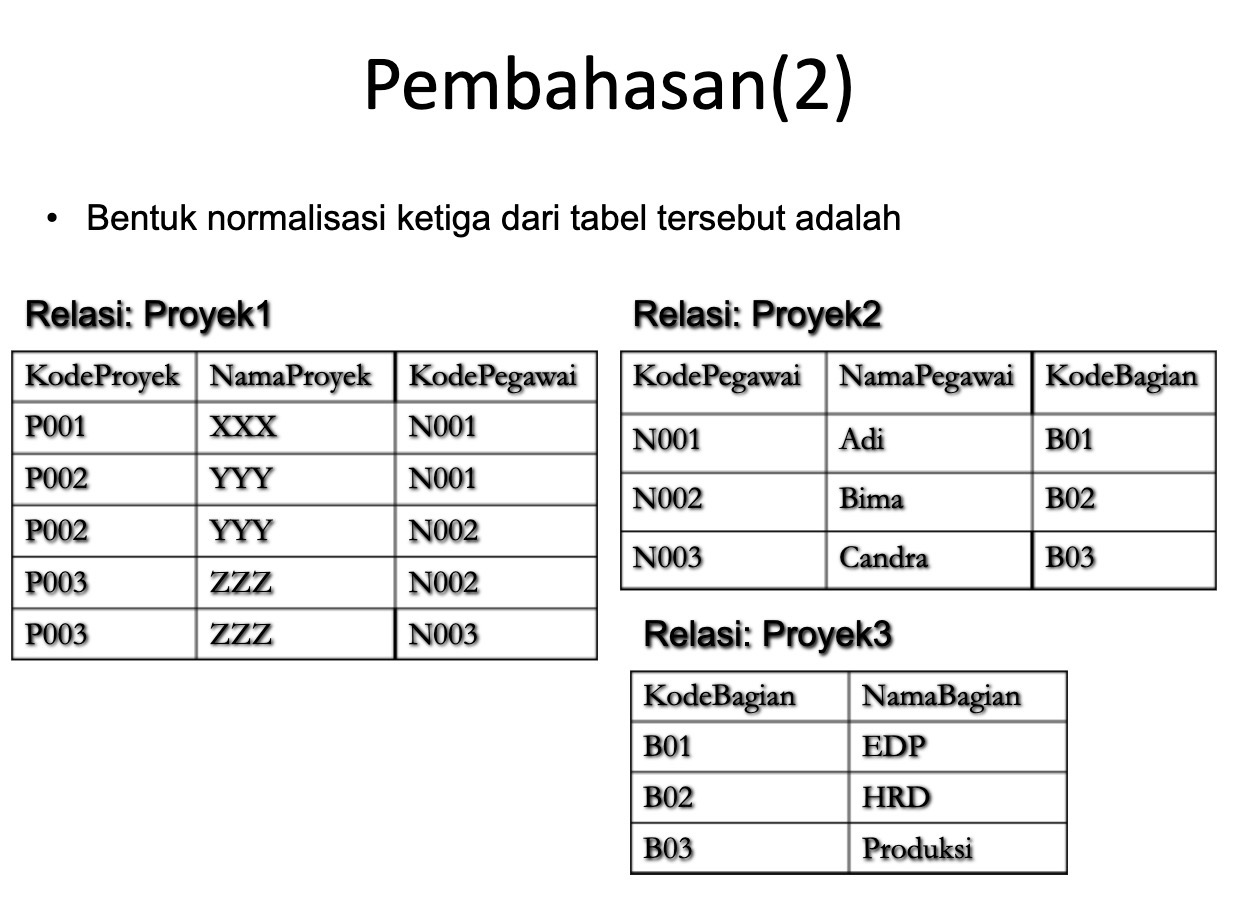 Pembahasan(2)
• Bentuk normalisasi ketiga dari tabel tersebut adalah
Relasi: Proyek1
KodeProyek NamaProyek KodePegawai
P001 XXX N001
P002 YYY N001
P002 YYY N002
P003 ZZZ N002
P003 ZZZ N003
Relasi: Proyek2
KodePegawai NamaPegawai KodeBagian
N001 Adi B01
N002 Bima B02
N003 Candra B03
Relasi: Proyek3
KodeBagian NamaBagian
B01 EDP
B02 HRD
B03 Produksi